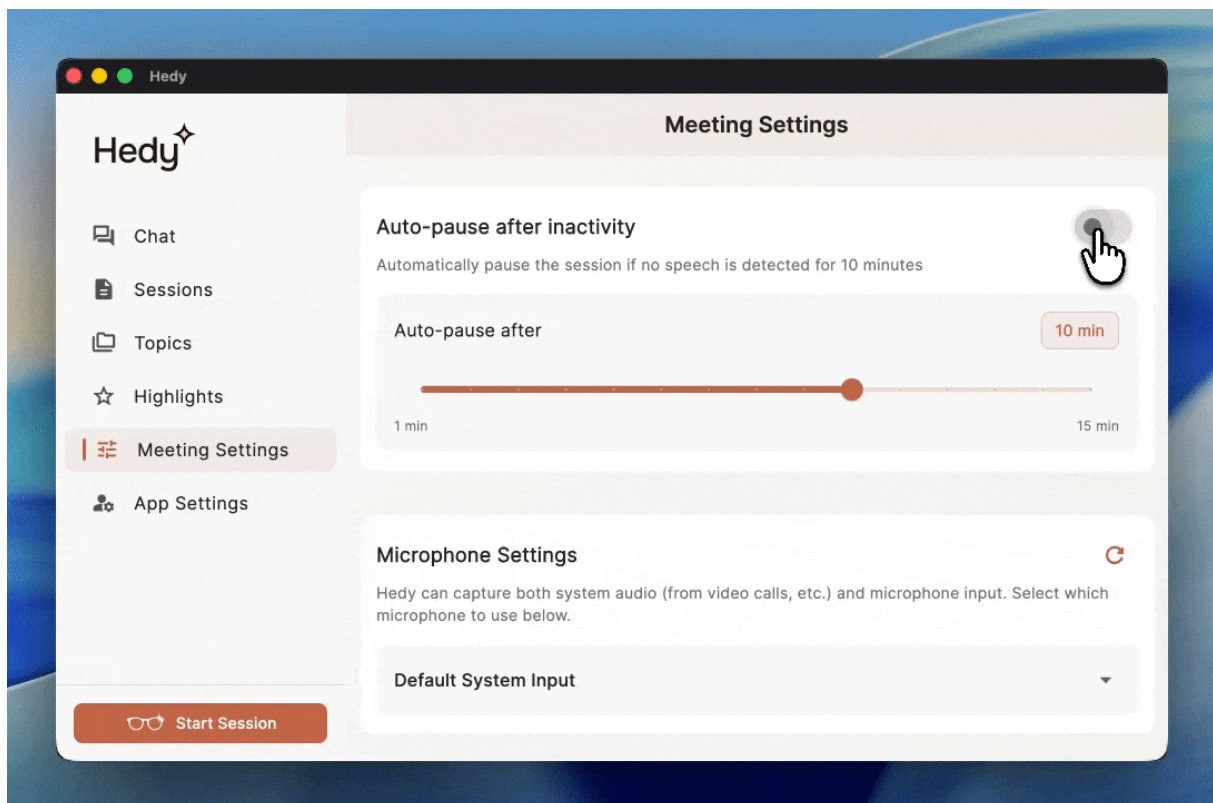 Hedy
Hedy
Chat
Sessions
Topics
Highlights
Meeting Settings
App Settings
Start Session
Meeting Settings
Auto-pause after inactivity
Automatically pause the session if no speech is detected for 10 minutes
Auto-pause after
10 min
1 min
15 min
Microphone Settings
Hedy can capture both system audio (from video calls, etc.) and microphone input. Select which
microphone to use below.
Default System Input